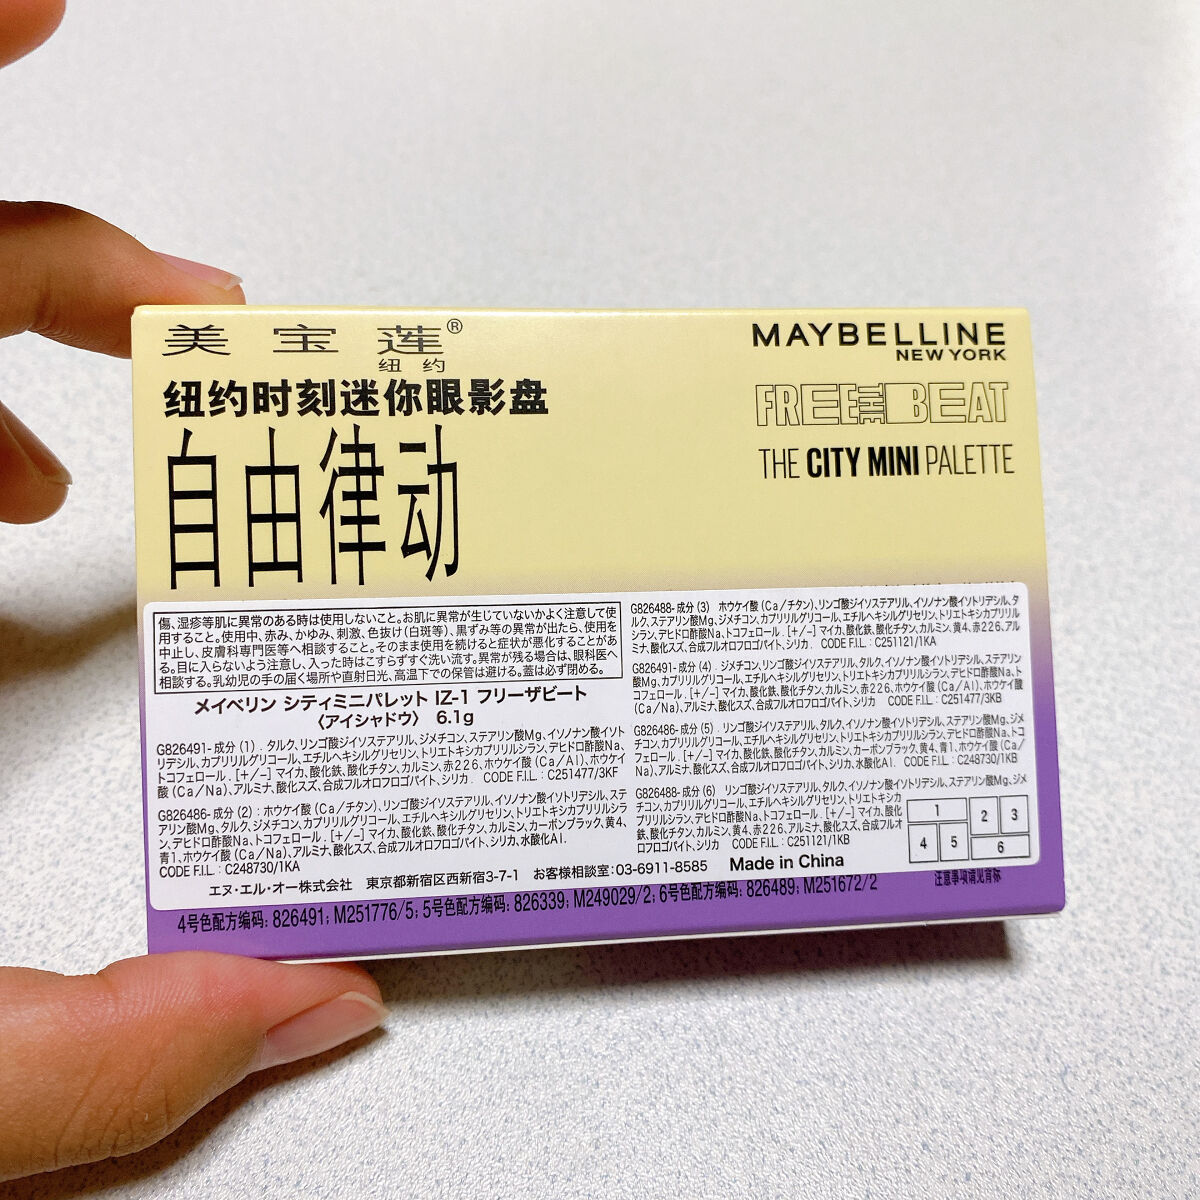 美宝莲®
纽约
纽约时刻迷你眼影盘
自由律动
MAYBELLINE
NEW YORK
FREE THE BEAT
THE CITY MINI PALETTE
傷、湿疹等肌に異常のある時は使用しないこと。お肌に異常が生じていないかよく注意して使
用すること。使用中、赤み、かゆみ、刺激、色抜け(白斑等)、黒ずみ等の異常が出たら、使用を
中止し、皮膚科専門医等へ相談すること。そのまま使用を続けると症状が悪化することがあ
る。目に入らないよう注意し、入った時はこすらずすぐ洗い流す。異常が残る場合は、眼科医へ
相談する。乳幼児の手の届く場所や直射日光、高温下での保管は避ける。蓋は必ず閉める。
メイベリン シティミニパレット IZ-1 フリーザビート
〈アイシャドウ〉 6.1g
G826491-成分(1). タルク、リンゴ酸ジイソステアリル、ジメチコン、ステアリン酸Mg、イソノナン酸イソト
リデシル、カプリリルグリコール、エチルヘキシルグリセリン、トリエトキシカプリリルシラン、デヒドロ酢酸Na、
トコフェロール. [+/−] マイカ、酸化鉄、酸化チタン、カルミン、赤226、ホウケイ酸(Ca/Al)、ホウケイ
酸(Ca/Na)、アルミナ、酸化スズ、合成フルオロフロゴパイト、シリカ. CODE F.I.L.:C251477/3KF
G826486-成分(2):ホウケイ酸(Ca/チタン)、リンゴ酸ジイソステアリル、イソノナン酸イソトリデシル、ステ
アリン酸Mg、タルク、ジメチコン、カプリリルグリコール、エチルヘキシルグリセリン、トリエトキシカプリリルシラ
ン、デヒドロ酢酸Na、トコフェロール. [+/−] マイカ、酸化鉄、酸化チタン、カルミン、カーボンブラック、黄4、
青1、ホウケイ酸(Ca/Na)、アルミナ、酸化スズ、合成フルオロフロゴパイト、シリカ、水酸化Al.
CODE F.I.L.:C248730/1KA
G826488-成分(3) ホウケイ酸(Ca/チタン)、リンゴ酸ジイソステアリル、イソノナン酸イソトリデシル、タ
ルク、ステアリン酸Mg、ジメチコン、カプリリルグリコール、エチルヘキシルグリセリン、トリエトキシカプリリル
シラン、デヒドロ酢酸Na、トコフェロール. [+/−] マイカ、酸化鉄、酸化チタン、カルミン、黄4、赤226、アル
ミナ、酸化スズ、合成フルオロフロゴパイト、シリカ. CODE F.I.L.:C251121/1KA
G826491-成分(4). ジメチコン、リンゴ酸ジイソステアリル、タルク、イソノナン酸イソトリデシル、ステアリン
酸Mg、カプリリルグリコール、エチルヘキシルグリセリン、トリエトキシカプリリルシラン、デヒドロ酢酸Na、ト
コフェロール. [+/−] マイカ、酸化鉄、酸化チタン、カルミン、赤226、ホウケイ酸(Ca/Al)、ホウケイ酸
(Ca/Na)、アルミナ、酸化スズ、合成フルオロフロゴパイト、シリカ CODE F.I.L.:C251477/3KB
G826486-成分(5). リンゴ酸ジイソステアリル、タルク、イソノナン酸イソトリデシル、ステアリン酸Mg、ジメ
チコン、カプリリルグリコール、エチルヘキシルグリセリン、トリエトキシカプリリルシラン、デヒドロ酢酸Na、ト
コフェロール. [+/−] マイカ、酸化鉄、酸化チタン、カルミン、カーボンブラック、黄4、青1、ホウケイ酸(Ca/
Na)、アルミナ、酸化スズ、合成フルオロフロゴパイト、シリカ、水酸化Al. CODE F.I.L.:C248730/1KB
G826488-成分(6) リンゴ酸ジイソステアリル、タルク、イソノナン酸イソトリデシル、ステアリン酸Mg、ジメ
チコン、カプリリルグリコール、エチルヘキシルグリセリン、トリエトキシカ
プリリルシラン、デヒドロ酢酸Na、トコフェロール. [+/−] マイカ、酸化
鉄、酸化チタン、カルミン、黄4、赤226、アルミナ、酸化スズ、合成フルオ
ロフロゴパイト、シリカ CODE F.I.L.:C251121/1KB
1 2 3
4 5 6
エヌ・エル・オー株式会社 東京都新宿区西新宿3-7-1 お客様相談室:03-6911-8585 Made in China
4号色配方编码: 826491; M251776/5; 5号色配方编码: 826339; M249029/2; 6号色配方编码: 826489; M251672/2
注意事项请见背标